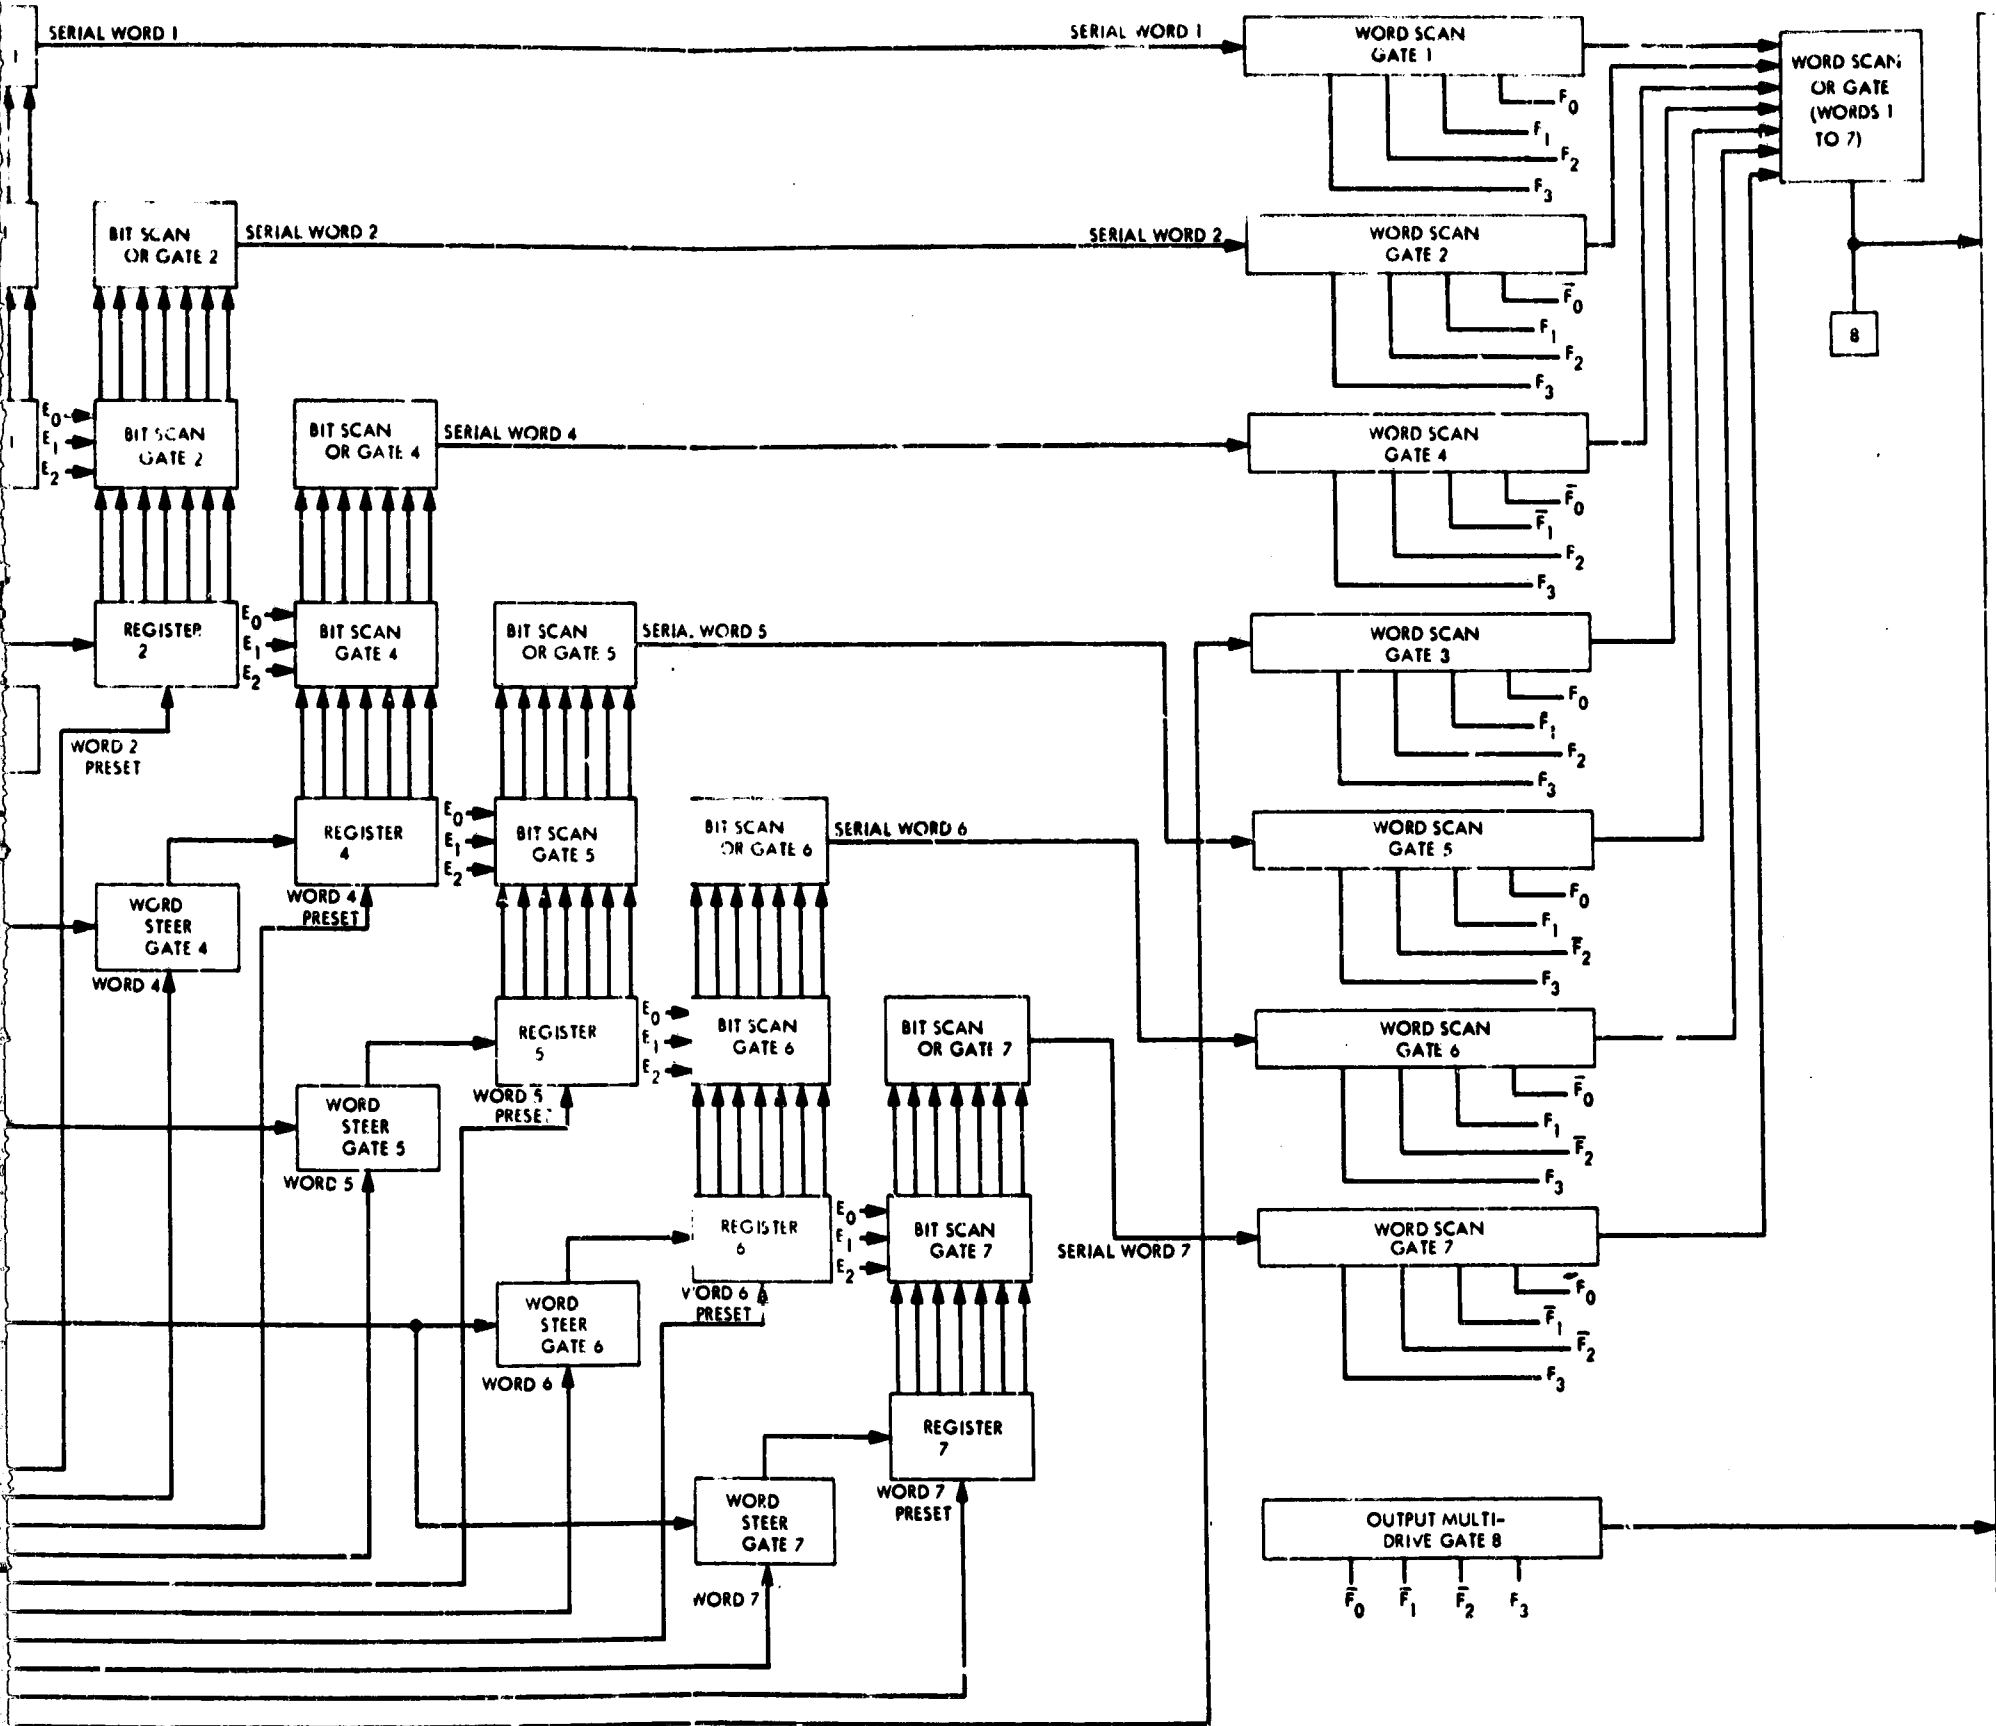 SERIAL WORD 1
SERIAL WORD 1
WORD SCAN
GATE 1
F0
F1
F2
F3
WORD SCAN
OR GATE
(WORDS 1
TO 7)
8
1
BIT SCAN
OR GATE 2
SERIAL WORD 2
SERIAL WORD 2
WORD SCAN
GATE 2
F̅0
F1
F2
F3
1
E0
E1
E2
BIT SCAN
GATE 2
BIT SCAN
OR GATE 4
SERIAL WORD 4
WORD SCAN
GATE 4
F̅0
F̅1
F2
F3
REGISTER
2
WORD 2
PRESET
E0
E1
E2
BIT SCAN
GATE 4
BIT SCAN
OR GATE 5
SERIAL WORD 5
WORD SCAN
GATE 3
F0
F2
F3
REGISTER
4
WORD 4
PRESET
E0
E1
E2
BIT SCAN
GATE 5
BIT SCAN
OR GATE 6
SERIAL WORD 6
WORD SCAN
GATE 5
F0
F1
F̅2
F3
WORD
STEER
GATE 4
WORD 4
REGISTER
5
WORD 5
PRESET
E0
E1
E2
BIT SCAN
GATE 6
BIT SCAN
OR GATE 7
WORD SCAN
GATE 6
F̅0
F1
F̅2
F3
WORD
STEER
GATE 5
WORD 5
REGISTER
6
WORD 6
PRESET
E0
E1
E2
BIT SCAN
GATE 7
SERIAL WORD 7
WORD SCAN
GATE 7
F0
F̅1
F̅2
F3
WORD
STEER
GATE 6
WORD 6
REGISTER
7
WORD 7
PRESET
WORD
STEER
GATE 7
WORD 7
OUTPUT MULTI-
DRIVE GATE 8
F̅0
F̅1
F̅2
F3